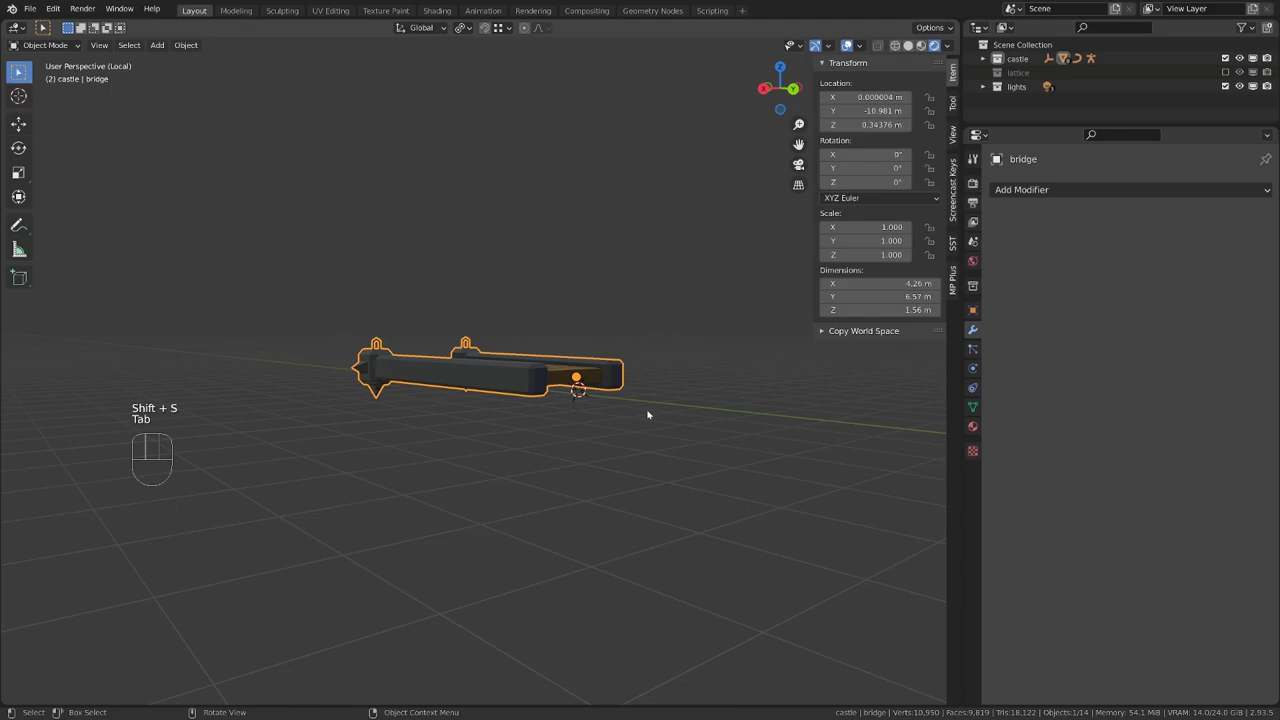 File Edit Render Window Help
Layout Modeling Sculpting UV Editing Texture Paint Shading Animation Rendering Compositing Geometry Nodes Scripting +
Scene
View Layer
Global
Options
Object Mode View Select Add Object
User Perspective (Local)
(2) castle | bridge
Z
X
Y
Transform
Location:
X 0.000004 m
Y -10.981 m
Z 0.34376 m
Rotation:
X 0°
Y 0°
Z 0°
XYZ Euler
Scale:
X 1.000
Y 1.000
Z 1.000
Dimensions:
X 4.26 m
Y 6.57 m
Z 1.56 m
Copy World Space
Item
Tool
View
Screencast Keys
SST
MP Plus
Scene Collection
castle
lattice
lights
bridge
Add Modifier
Shift + S
Tab
Select Box Select Rotate View Object Context Menu
castle | bridge Verts:10,950 Faces:9,819 Tris:18,122 Objects:1/14 Memory: 54.1 MiB VRAM: 14.0/24.0 GiB 2.93.5